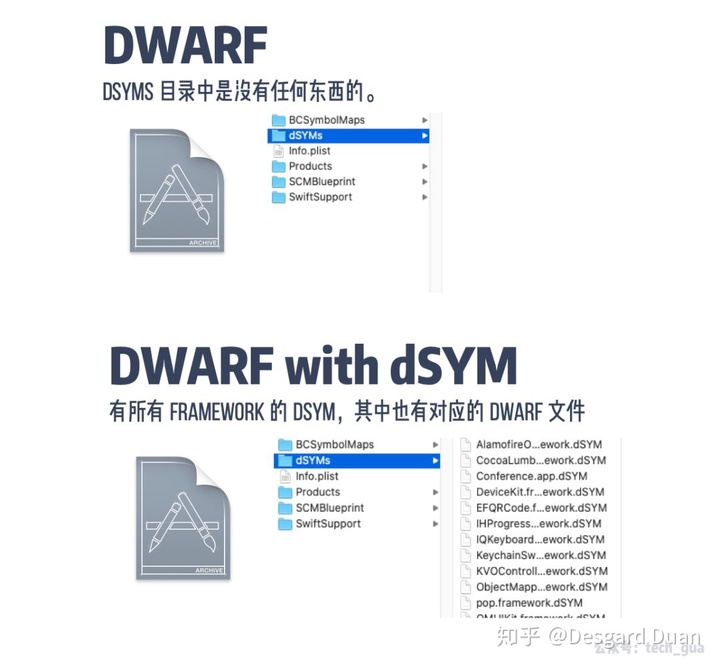 DWARF
DSYMS 目录中是没有任何东西的。
BCSymbolMaps
dSYMs
Info.plist
Products
SCMBlueprint
SwiftSupport
ARCHIVE
DWARF with dSYM
有所有 FRAMEWORK 的 DSYM，其中也有对应的 DWARF 文件
BCSymbolMaps
dSYMs
Info.plist
Products
SCMBlueprint
SwiftSupport
ARCHIVE
AlamofireO...ework.dSYM
CocoaLumb...ework.dSYM
Conference.app.dSYM
DeviceKit.fr...ework.dSYM
EFQRCode.f...ework.dSYM
IHProgress...ework.dSYM
IQKeyboard...ework.dSYM
KeychainSw...ework.dSYM
KVOControll...ework.dSYM
ObjectMapp...ework.dSYM
pop.framework.dSYM
知乎 @Desgard_Duan
公众号：tech_gua